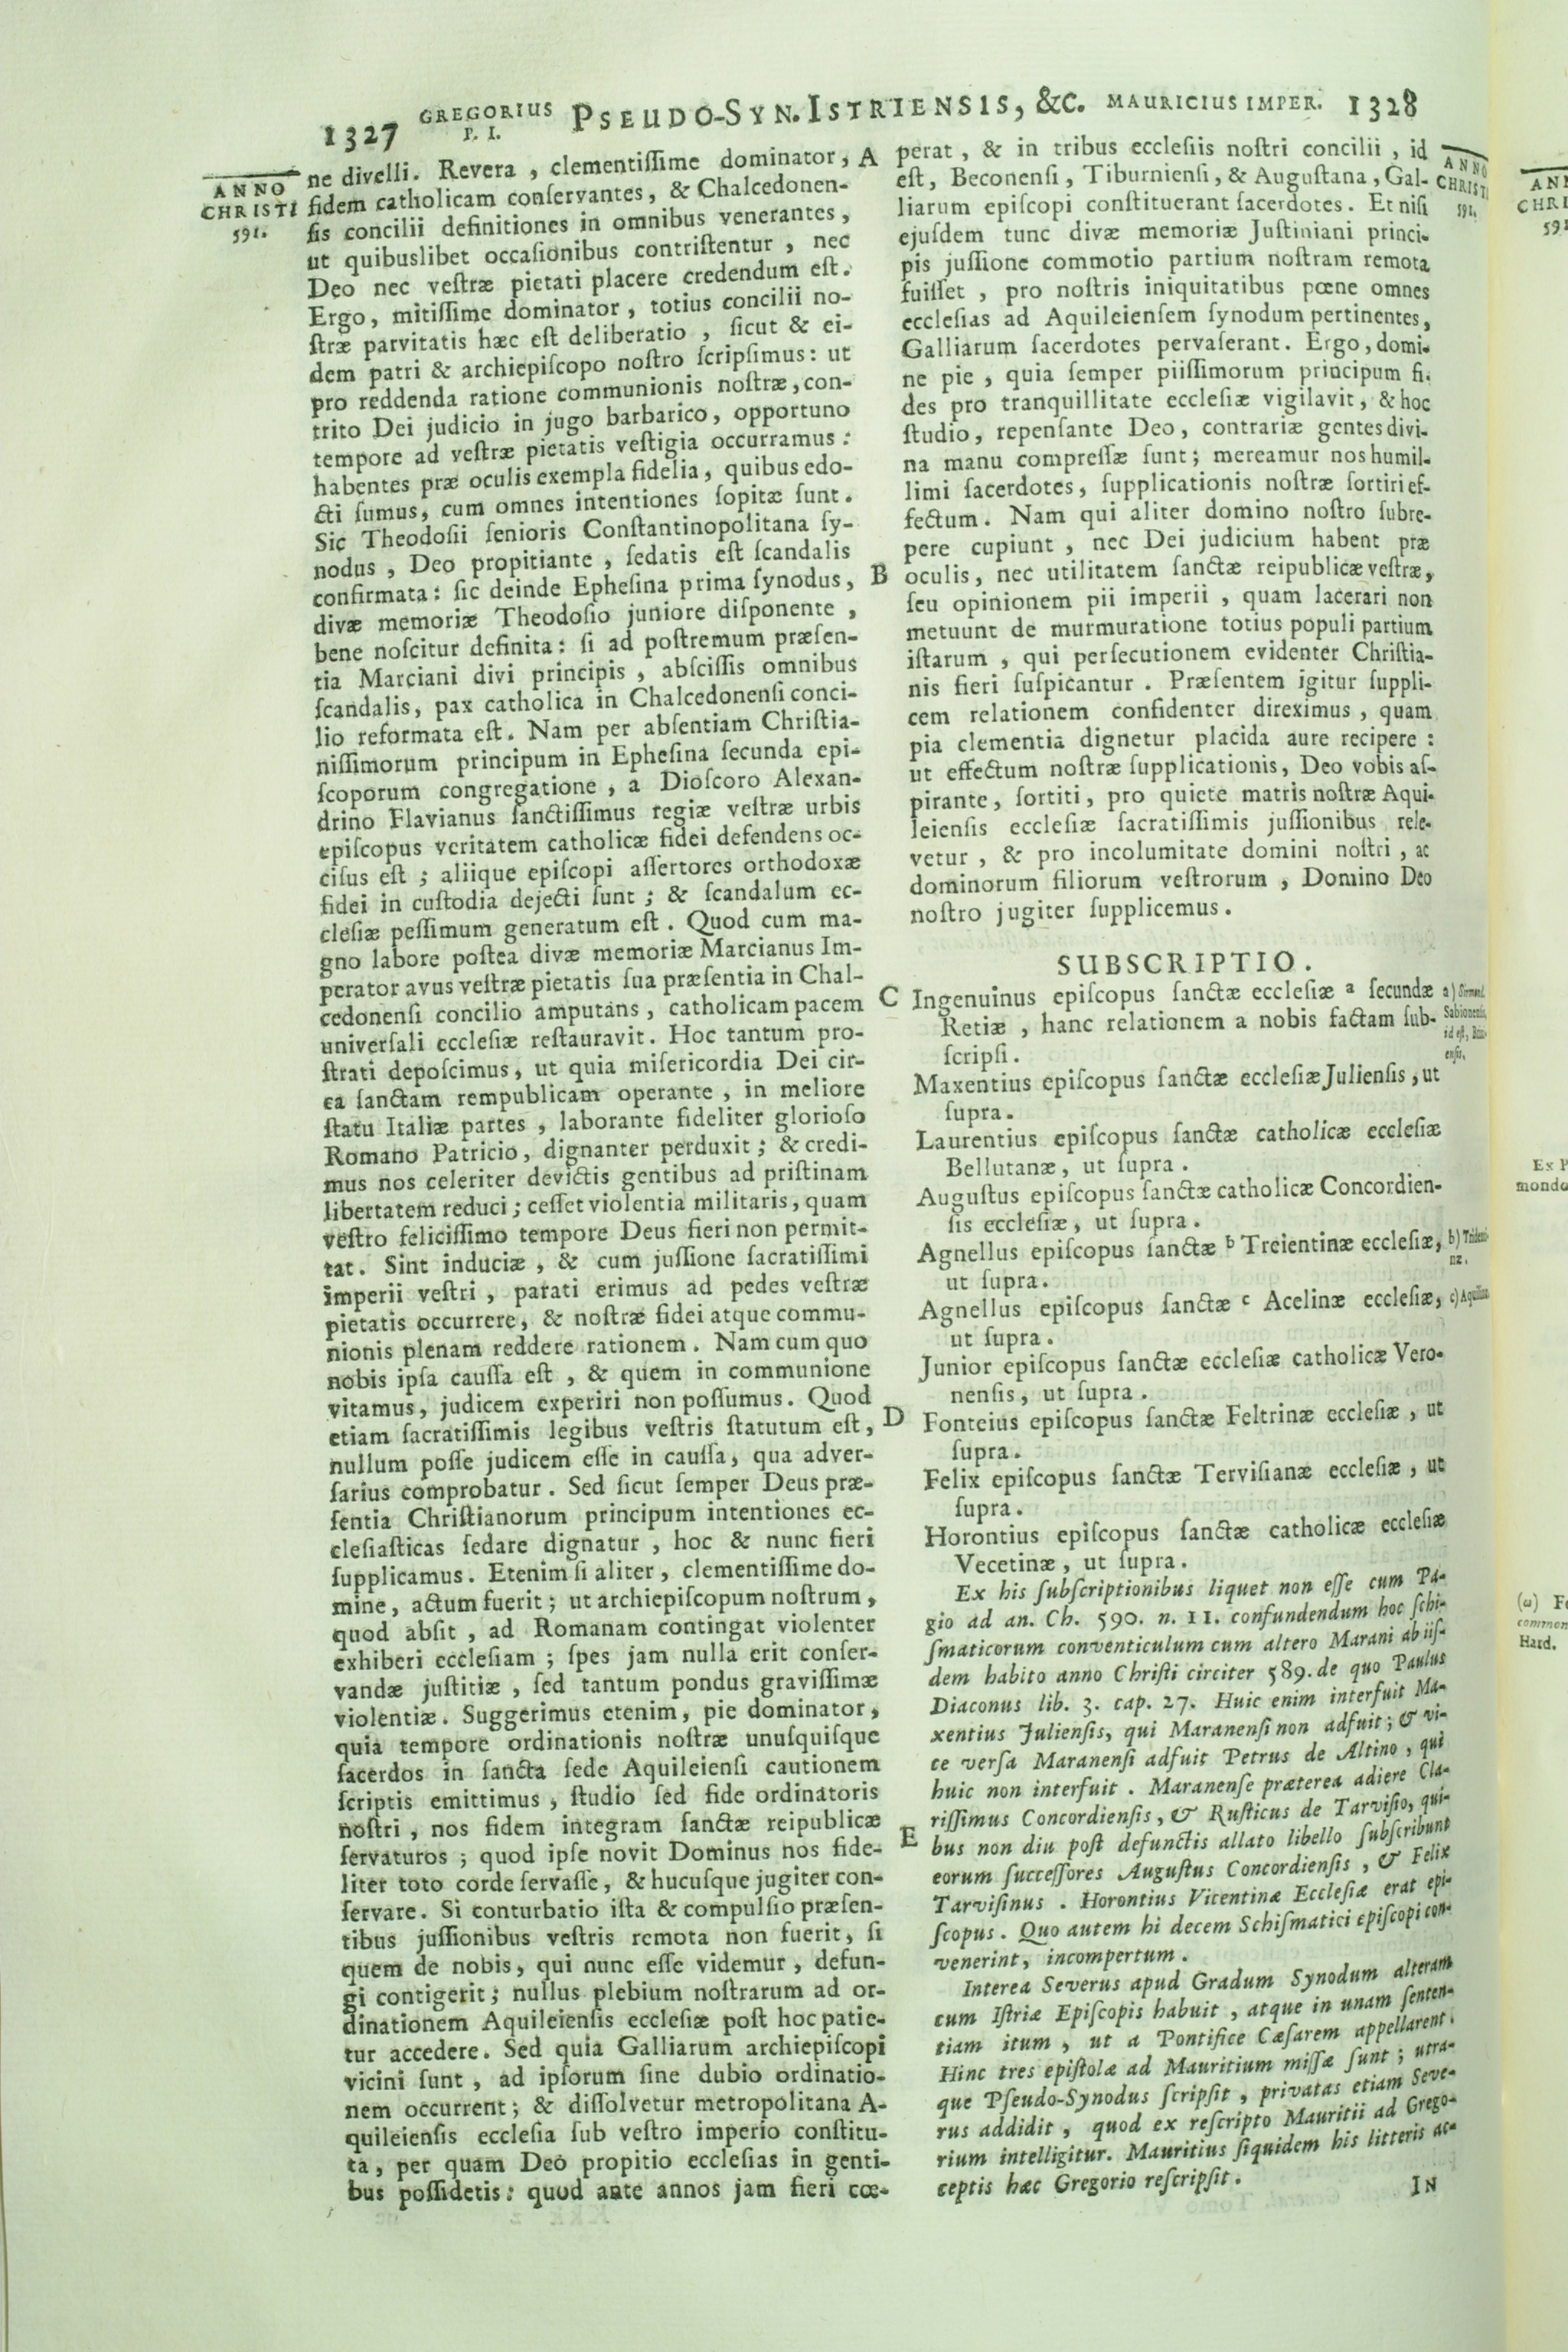 1327 GREGORIUS P. I. PSEUDO-SYN. ISTRIENSIS, &c. MAURICIUS IMPER. 1328
ANNO
CHRISTI
591.
ne divelli. Revera , clementiſſime dominator,
fidem catholicam conſervantes, & Chalcedonen-
ſis concilii definitiones in omnibus venerantes ,
ut quibuslibet occaſionibus contriſtentur , nec
Deo nec veſtræ pietati placere credendum eſt.
Ergo, mitiſſime dominator , totius concilii no-
ſtræ parvitatis hæc eſt deliberatio , ſicut & ei-
dem patri & archiepiſcopo noſtro ſcripſimus: ut
pro reddenda ratione communionis noſtræ, con-
trito Dei judicio in jugo barbarico, opportuno
tempore ad veſtræ pietatis veſtigia occurramus :
habentes præ oculis exempla fidelia, quibus edo-
cti ſumus, cum omnes intentiones ſopitæ ſunt.
Sic Theodoſii ſenioris Conſtantinopolitana ſy-
nodus , Deo propitiante , ſedatis eſt ſcandalis
confirmata: ſic deinde Epheſina prima ſynodus,
divæ memoriæ Theodoſio juniore diſponente ,
bene noſcitur definita: ſi ad poſtremum præſen-
tia Marciani divi principis , abſciſſis omnibus
ſcandalis, pax catholica in Chalcedonenſi conci-
lio reformata eſt. Nam per abſentiam Chriſtia-
niſſimorum principum in Epheſina ſecunda epi-
ſcoporum congregatione , a Dioſcoro Alexan-
drino Flavianus ſanctiſſimus regiæ veſtræ urbis
epiſcopus veritatem catholicæ fidei defendens oc-
ciſus eſt ; aliique epiſcopi aſſertores orthodoxæ
fidei in cuſtodia dejecti ſunt ; & ſcandalum ec-
cleſiæ peſſimum generatum eſt. Quod cum ma-
gno labore poſtea divæ memoriæ Marcianus Im-
perator avus veſtræ pietatis ſua præſentia in Chal-
cedonenſi concilio amputans, catholicam pacem
univerſali eccleſiæ reſtauravit. Hoc tantum pro-
ſtrati depoſcimus, ut quia miſericordia Dei cir-
ca ſanctam rempublicam operante , in meliore
ſtatu Italiæ partes , laborante fideliter glorioſo
Romano Patricio, dignanter perduxit ; & credi-
mus nos celeriter devictis gentibus ad priſtinam
libertatem reduci ; ceſſet violentia militaris, quam
veſtro feliciſſimo tempore Deus fieri non permit-
tat. Sint induciæ , & cum juſſione ſacratiſſimi
imperii veſtri , parati erimus ad pedes veſtræ
pietatis occurrere, & noſtræ fidei atque commu-
nionis plenam reddere rationem. Nam cum quo
nobis ipſa cauſſa eſt , & quem in communione
vitamus, judicem experiri non poſſumus. Quod
etiam ſacratiſſimis legibus veſtris ſtatutum eſt,
nullum poſſe judicem eſſe in cauſſa, qua adver-
ſarius comprobatur. Sed ſicut ſemper Deus præ-
ſentia Chriſtianorum principum intentiones ec-
cleſiaſticas ſedare dignatur , hoc & nunc fieri
ſupplicamus. Etenim ſi aliter, clementiſſime do-
mine, actum fuerit ; ut archiepiſcopum noſtrum,
quod abſit , ad Romanam contingat violenter
exhiberi eccleſiam ; ſpes jam nulla erit conſer-
vandæ juſtitiæ , ſed tantum pondus graviſſimæ
violentiæ. Suggerimus etenim, pie dominator,
quia tempore ordinationis noſtræ unuſquiſque
ſacerdos in ſancta ſede Aquileienſi cautionem
ſcriptis emittimus , ſtudio ſed fide ordinatoris
noſtri , nos fidem integram ſanctæ reipublicæ
ſervaturos ; quod ipſe novit Dominus nos fide-
liter toto corde ſervaſſe, & hucuſque jugiter con-
ſervare. Si conturbatio iſta & compulſio præſen-
tibus juſſionibus veſtris remota non fuerit, ſi
quem de nobis, qui nunc eſſe videmur, defun-
gi contigerit ; nullus plebium noſtrarum ad or-
dinationem Aquileienſis eccleſiæ poſt hoc patie-
tur accedere. Sed quia Galliarum archiepiſcopi
vicini ſunt , ad ipſorum ſine dubio ordinatio-
nem occurrent ; & diſſolvetur metropolitana A-
quileienſis eccleſia ſub veſtro imperio conſtitu-
ta, per quam Deo propitio eccleſias in genti-
bus poſſidetis : quod ante annos jam fieri cœ-
A
B
C
D
E
perat, & in tribus eccleſiis noſtri concilii , id
eſt, Beconenſi, Tiburnienſi, & Auguſtana, Gal-
liarum epiſcopi conſtituerant ſacerdotes. Et niſi
ejuſdem tunc divæ memoriæ Juſtiniani princi-
pis juſſione commotio partium noſtram remota
fuiſſet , pro noſtris iniquitatibus pœne omnes
eccleſias ad Aquileienſem ſynodum pertinentes,
Galliarum ſacerdotes pervaſerant. Ergo, domi-
ne pie , quia ſemper piiſſimorum principum fi-
des pro tranquillitate eccleſiæ vigilavit, & hoc
ſtudio, repenſante Deo, contrariæ gentes divi-
na manu compreſſæ ſunt; mereamur nos humil-
limi ſacerdotes, ſupplicationis noſtræ ſortiri ef-
fectum. Nam qui aliter domino noſtro ſubre-
pere cupiunt , nec Dei judicium habent præ
oculis, nec utilitatem ſanctæ reipublicæ veſtræ,
ſeu opinionem pii imperii , quam lacerari non
metuunt de murmuratione totius populi partium
iſtarum , qui perſecutionem evidenter Chriſtia-
nis fieri ſuſpicantur. Præſentem igitur ſuppli-
cem relationem confidenter direximus , quam
pia clementia dignetur placida aure recipere :
ut effectum noſtræ ſupplicationis, Deo vobis aſ-
pirante, ſortiti, pro quiete matris noſtræ Aqui-
leienſis eccleſiæ ſacratiſſimis juſſionibus rele-
vetur , & pro incolumitate domini noſtri , ac
dominorum filiorum veſtrorum , Domino Deo
noſtro jugiter ſupplicemus.
SUBSCRIPTIO.
Ingenuinus epiſcopus ſanctæ eccleſiæ a ſecundæ
Retiæ , hanc relationem a nobis factam ſub-
ſcripſi.
Maxentius epiſcopus ſanctæ eccleſiæ Julienſis, ut
ſupra.
Laurentius epiſcopus ſanctæ catholicæ eccleſiæ
Bellutanæ, ut ſupra.
Auguſtus epiſcopus ſanctæ catholicæ Concordien-
ſis eccleſiæ, ut ſupra.
Agnellus epiſcopus ſanctæ b Treientinæ eccleſiæ,
ut ſupra.
Agnellus epiſcopus ſanctæ c Acelinæ eccleſiæ,
ut ſupra.
Junior epiſcopus ſanctæ eccleſiæ catholicæ Vero-
nenſis, ut ſupra.
Fonteius epiſcopus ſanctæ Feltrinæ eccleſiæ , ut
ſupra.
Felix epiſcopus ſanctæ Terviſianæ eccleſiæ , ut
ſupra.
Horontius epiſcopus ſanctæ catholicæ eccleſiæ
Vecetinæ, ut ſupra.
Ex his ſubſcriptionibus liquet non eſſe cum Pa-
gio ad an. Ch. 590. n. 11. confundendum hoc ſchi-
ſmaticorum conventiculum cum altero Marani ab iiſ-
dem habito anno Chriſti circiter 589. de quo Paulus
Diaconus lib. 3. cap. 27. Huic enim interfuit Ma-
xentius Julienſis, qui Maranenſi non adfuit ; & vi-
ce verſa Maranenſi adfuit Petrus de Altino , qui
huic non interfuit. Maranenſe præterea adiere Cla-
riſſimus Concordienſis, & Ruſticus de Tarviſio, qui-
bus non diu poſt defunctis allato libello ſubſcribunt
eorum ſucceſſores Auguſtus Concordienſis , & Felix
Tarviſinus. Horontius Vicentinæ Eccleſiæ erat epi-
ſcopus. Quo autem hi decem Schiſmatici epiſcopi con-
venerint, incompertum.
Interea Severus apud Gradum Synodum alteram
cum Iſtriæ Epiſcopis habuit , atque in unam ſenten-
tiam itum , ut a Pontifice Cæſarem appellarent.
Hinc tres epiſtolæ ad Mauritium miſſæ ſunt ; utra-
que Pſeudo-Synodus ſcripſit , privatas etiam Seve-
rus addidit , quod ex reſcripto Mauritii ad Grego-
rium intelligitur. Mauritius ſiquidem his litteris ac-
ceptis hæc Gregorio reſcripſit.
IN
ANNO
CHRISTI
591.
a) Sirmond.
Sabionenſis,
id eſt,
b) Trident-
næ.
c)
ANN
CHRI
591
Ex P
mondo
(a) Fo
common
Hard.